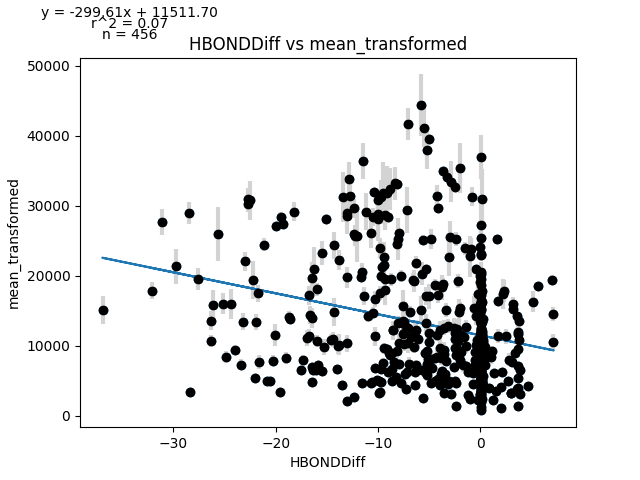 y = -299.61x + 11511.70
r^2 = 0.07
n = 456
HBONDDiff vs mean_transformed
50000
40000
30000
20000
10000
0
mean_transformed
−30
−20
−10
0
HBONDDiff